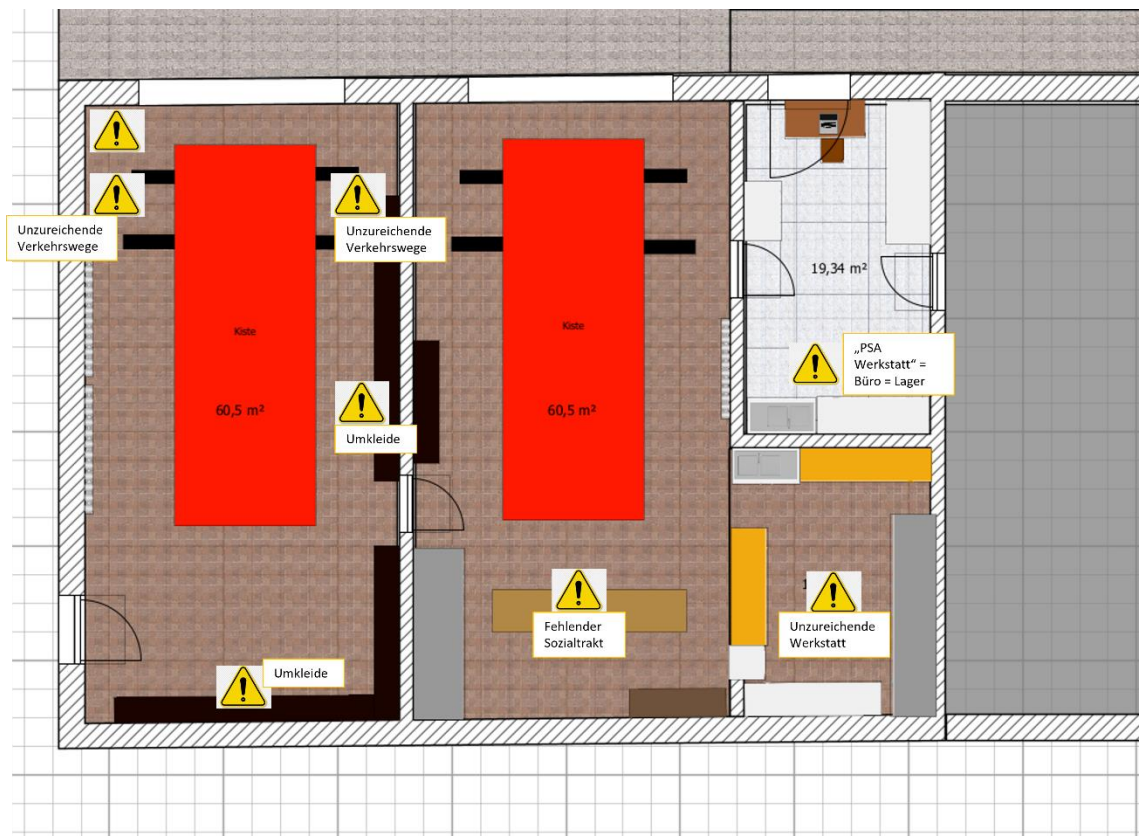 Unzureichende
Verkehrswege
Unzureichende
Verkehrswege
19,34 m²
Kiste
Kiste
„PSA
Werkstatt“ =
Büro = Lager
60,5 m²
60,5 m²
Umkleide
Fehlender
Sozialtrakt
Unzureichende
Werkstatt
Umkleide